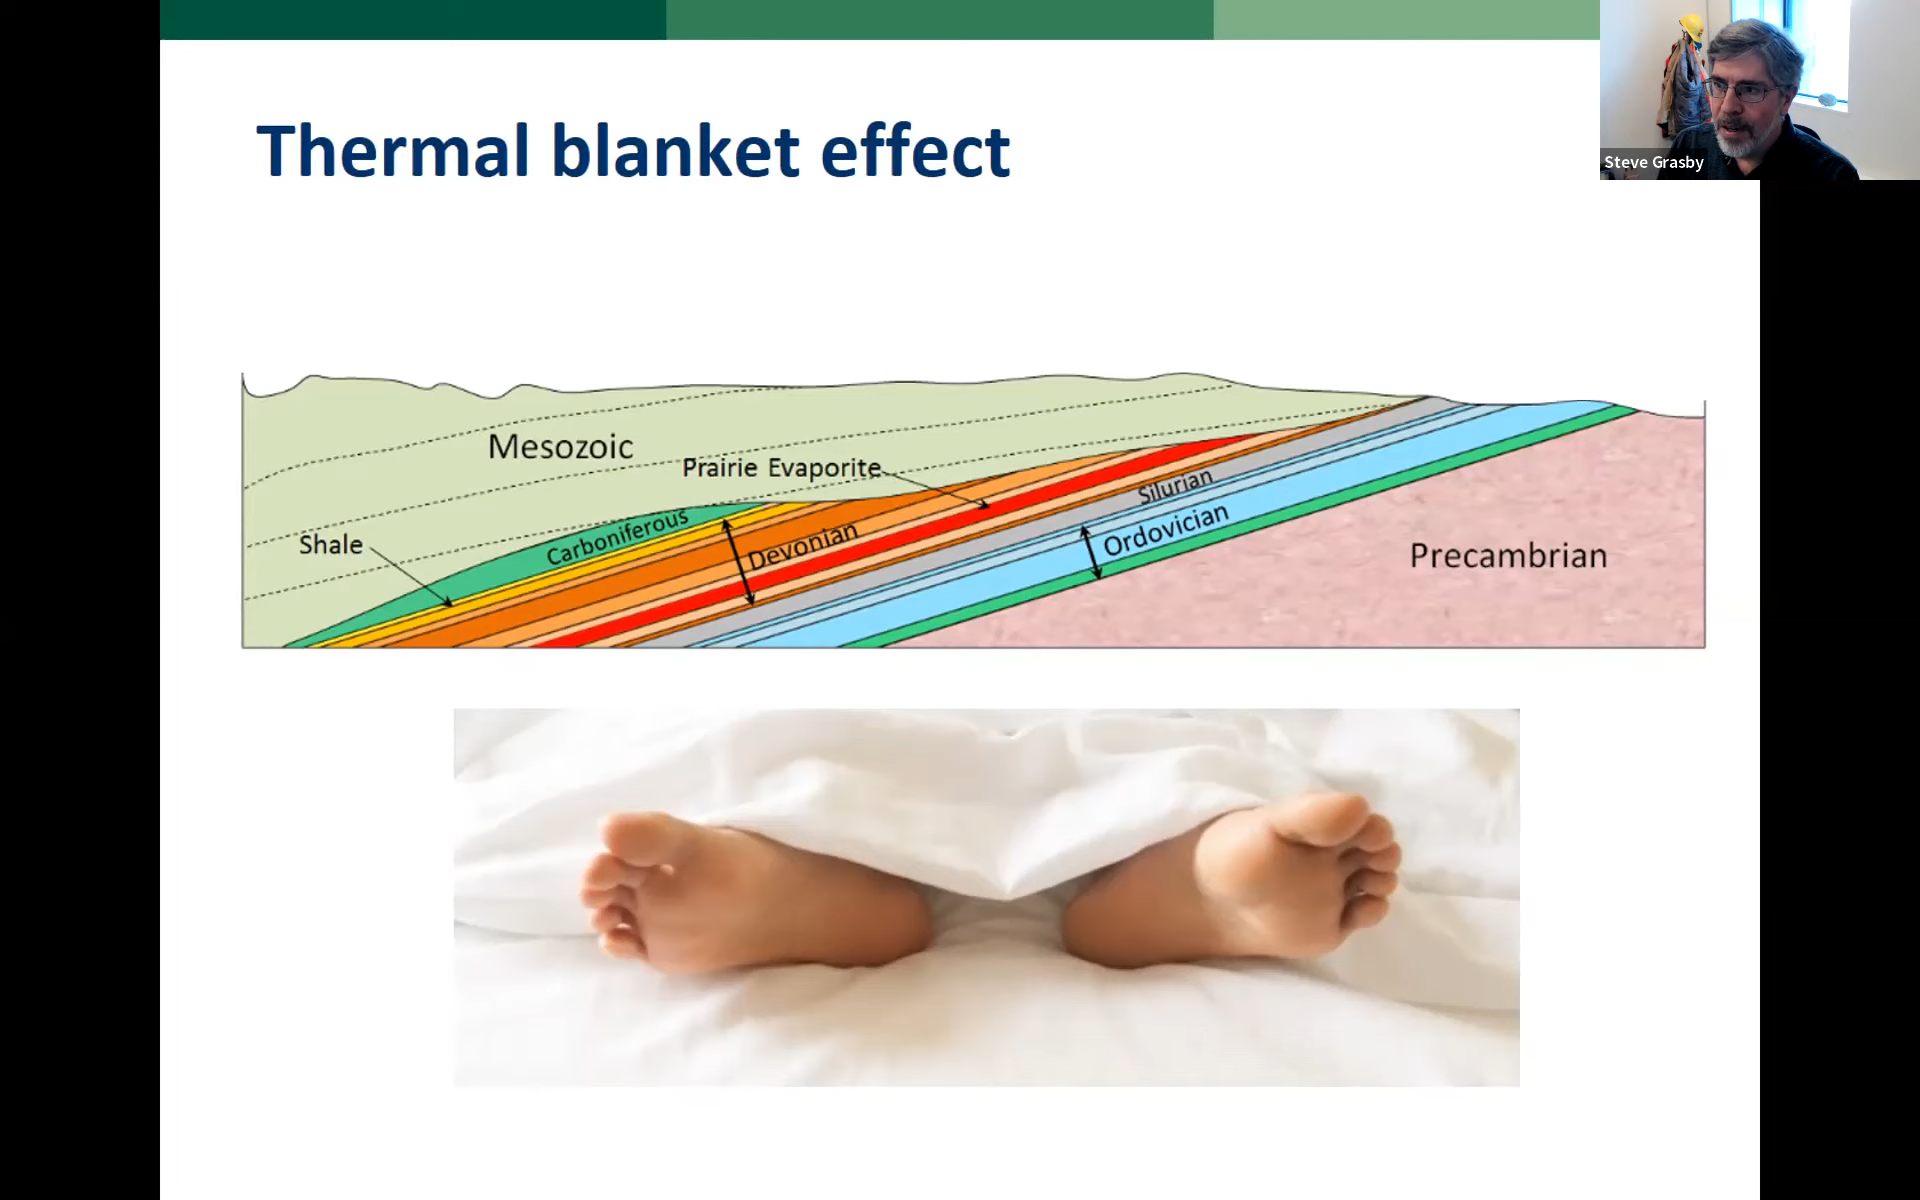 Thermal blanket effect
Steve Grasby
Mesozoic
Prairie Evaporite
Silurian
Shale
Carboniferous
Devonian
Ordovician
Precambrian